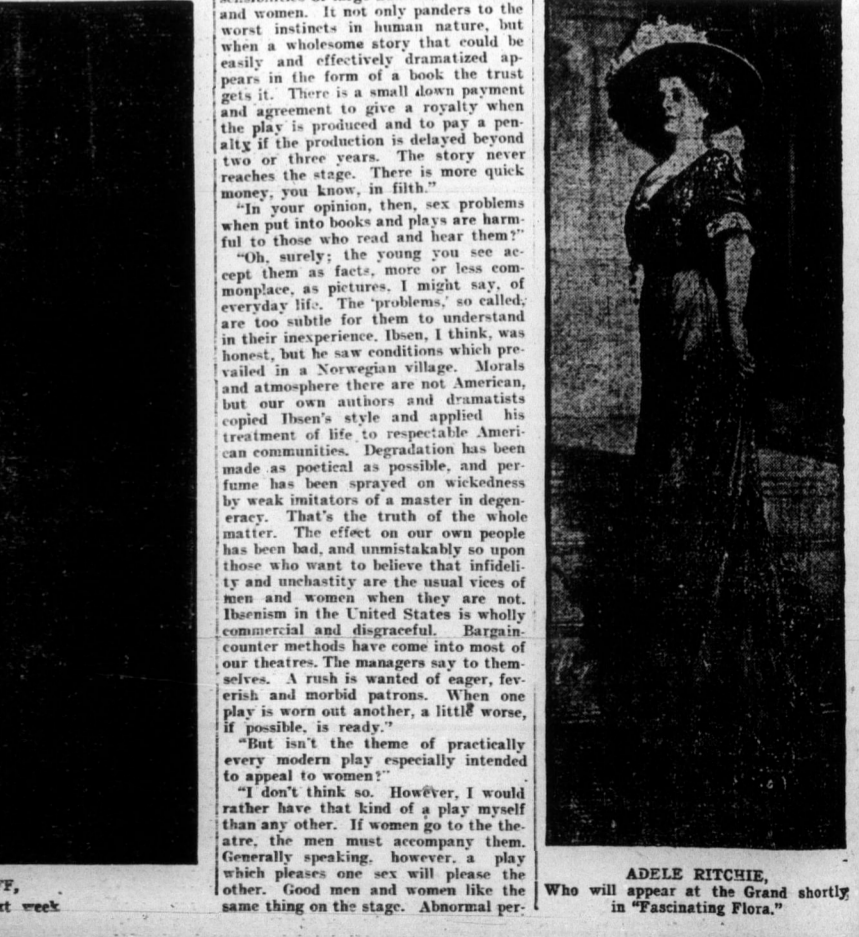 and women. It not only panders to the
worst instincts in human nature, but
when a wholesome story that could be
easily and effectively dramatized ap-
pears in the form of a book the trust
gets it. There is a small down payment
and agreement to give a royalty when
the play is produced and to pay a pen-
alty if the production is delayed beyond
two or three years. The story never
reaches the stage. There is more quick
money, you know, in filth."
"In your opinion, then, sex problems
when put into books and plays are harm-
ful to those who read and hear them?"
"Oh, surely; the young you see ac-
cept them as facts, more or less com-
monplace, as pictures, I might say, of
everyday life. The 'problems,' so called,
are too subtle for them to understand
in their inexperience. Ibsen, I think, was
honest, but he saw conditions which pre-
vailed in a Norwegian village. Morals
and atmosphere there are not American,
but our own authors and dramatists
copied Ibsen's style and applied his
treatment of life to respectable Ameri-
can communities. Degradation has been
made as poetical as possible, and per-
fume has been sprayed on wickedness
by weak imitators of a master in degen-
eracy. That's the truth of the whole
matter. The effect on our own people
has been bad, and unmistakably so upon
those who want to believe that infideli-
ty and unchastity are the usual vices of
men and women when they are not.
Ibsenism in the United States is wholly
commercial and disgraceful. Bargain-
counter methods have come into most of
our theatres. The managers say to them-
selves. A rush is wanted of eager, fev-
erish and morbid patrons. When one
play is worn out another, a little worse,
if possible, is ready."
"But isn't the theme of practically
every modern play especially intended
to appeal to women?"
"I don't think so. However, I would
rather have that kind of a play myself
than any other. If women go to the the-
atre, the men must accompany them.
Generally speaking, however, a play
which pleases one sex will please the
other. Good men and women like the
same thing on the stage. Abnormal per-
FF,
xt week
ADELE RITCHIE,
Who will appear at the Grand shortly
in "Fascinating Flora."